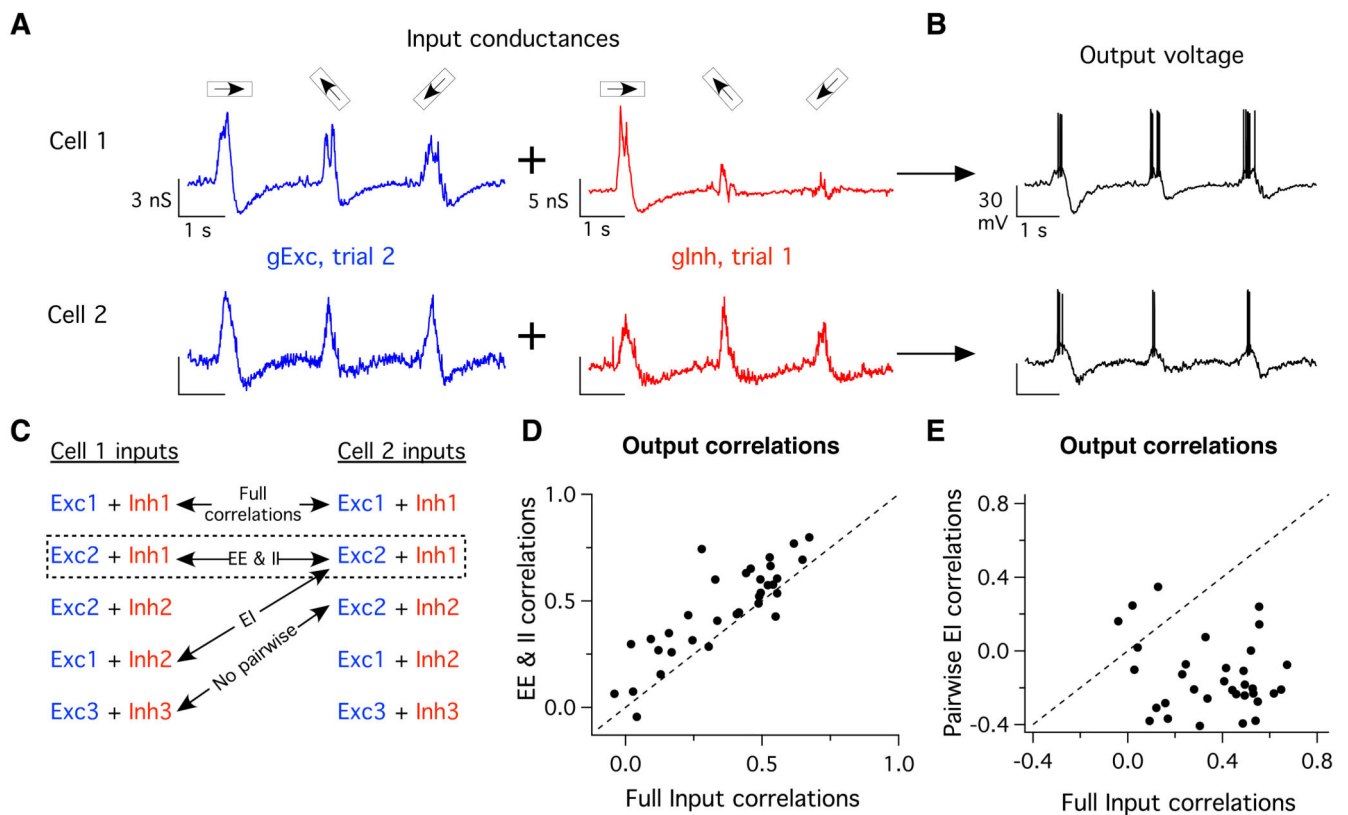 A
Input conductances
B
Output voltage
Cell 1
+
3 nS
1 s
5 nS
1 s
30
mV
1 s
gExc, trial 2
gInh, trial 1
Cell 2
+
C
Cell 1 inputs
Cell 2 inputs
Exc1 + Inh1
Full
correlations
Exc1 + Inh1
Exc2 + Inh1
EE & II
Exc2 + Inh1
Exc2 + Inh2
EI
Exc2 + Inh2
Exc1 + Inh2
No pairwise
Exc1 + Inh2
Exc3 + Inh3
Exc3 + Inh3
D
Output correlations
EE & II correlations
1.0
0.5
0.0
0.0
0.5
1.0
Full Input correlations
E
Output correlations
Pairwise EI correlations
0.8
0.4
0.0
-0.4
-0.4
0.0
0.4
0.8
Full Input correlations